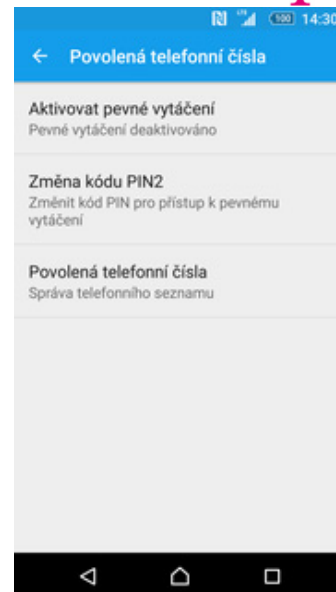 100 14:30
Povolená telefonní čísla
Aktivovat pevné vytáčení
Pevné vytáčení deaktivováno
Změna kódu PIN2
Změnit kód PIN pro přístup k pevnému
vytáčení
Povolená telefonní čísla
Správa telefonního seznamu